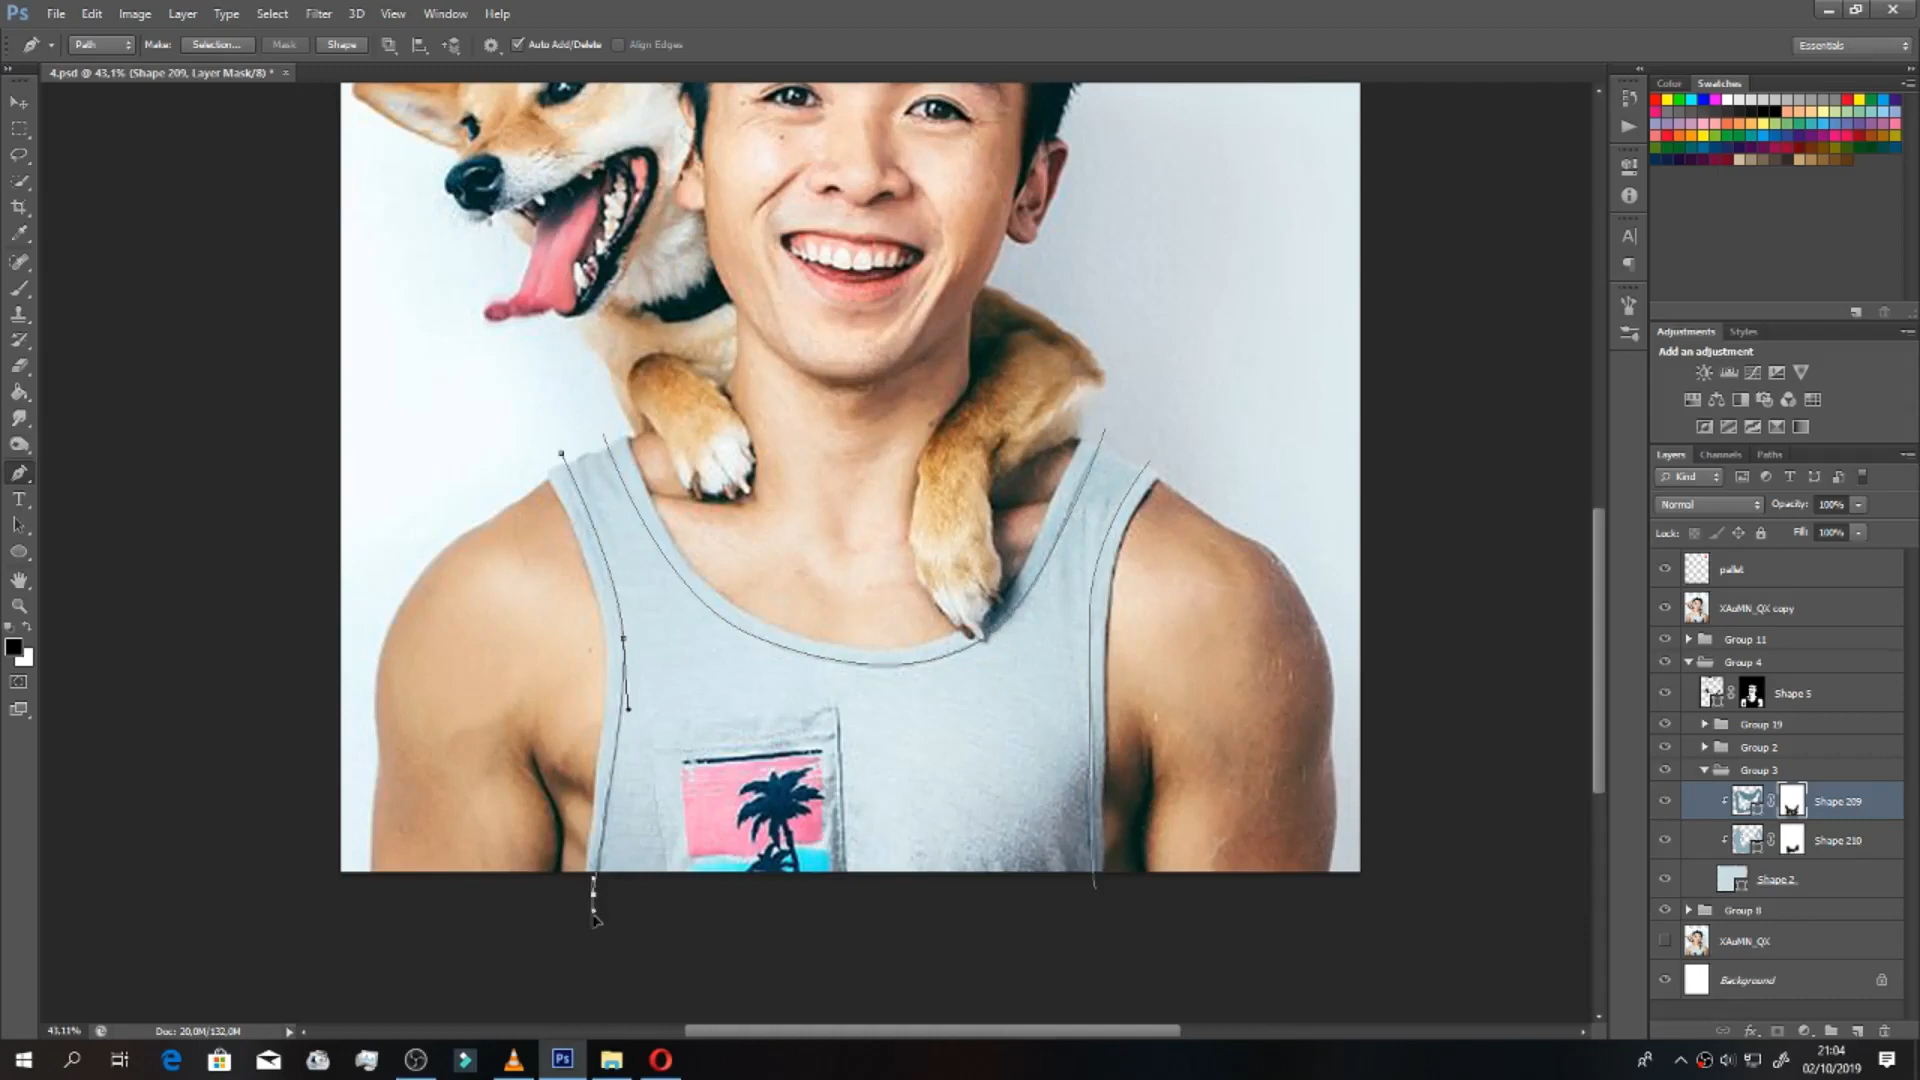 Ps File Edit Image Layer Type Select Filter 3D View Window Help
Path Make: Selection... Mask Shape Auto Add/Delete Align Edges Essentials
4.psd @ 43,1% (Shape 209, Layer Mask/8) *
Color Swatches
Adjustments Styles
Add an adjustment
Layers Channels Paths
Kind
Normal Opacity: 100%
Lock: Fill: 100%
pallet
XAoMN_QX copy
Group 11
Group 4
Shape 5
Group 19
Group 2
Group 3
Shape 209
Shape 210
Shape 2
Group 8
XAoMN_QX
Background
43,11% Doc: 20,0M/132,0M
21:04
02/10/2019